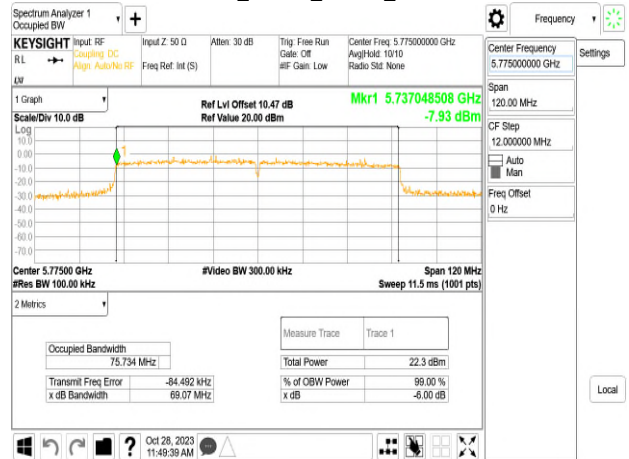 Spectrum Analyzer 1
Occupied BW
Frequency
KEYSIGHT
RL
Input: RF
Coupling: DC
Align: Auto/No RF
Input Z: 50 Ω
Freq Ref: Int (S)
Atten: 30 dB
Trig: Free Run
Gate: Off
#IF Gain: Low
Center Freq: 5.775000000 GHz
Avg|Hold: 10/10
Radio Std: None
1 Graph
Scale/Div 10.0 dB
Ref Lvl Offset 10.47 dB
Ref Value 20.00 dBm
Mkr1 5.737048508 GHz
-7.93 dBm
Log
10.0
0.00
-10.0
-20.0
-30.0
-40.0
-50.0
-60.0
-70.0
1
Center 5.77500 GHz
#Res BW 100.00 kHz
#Video BW 300.00 kHz
Span 120 MHz
Sweep 11.5 ms (1001 pts)
2 Metrics
Occupied Bandwidth
75.734 MHz
Transmit Freq Error -84.492 kHz
x dB Bandwidth 69.07 MHz
Measure Trace Trace 1
Total Power 22.3 dBm
% of OBW Power 99.00 %
x dB -6.00 dB
Oct 28, 2023
11:49:39 AM
Center Frequency
5.775000000 GHz
Settings
Span
120.00 MHz
CF Step
12.000000 MHz
Auto
Man
Freq Offset
0 Hz
Local